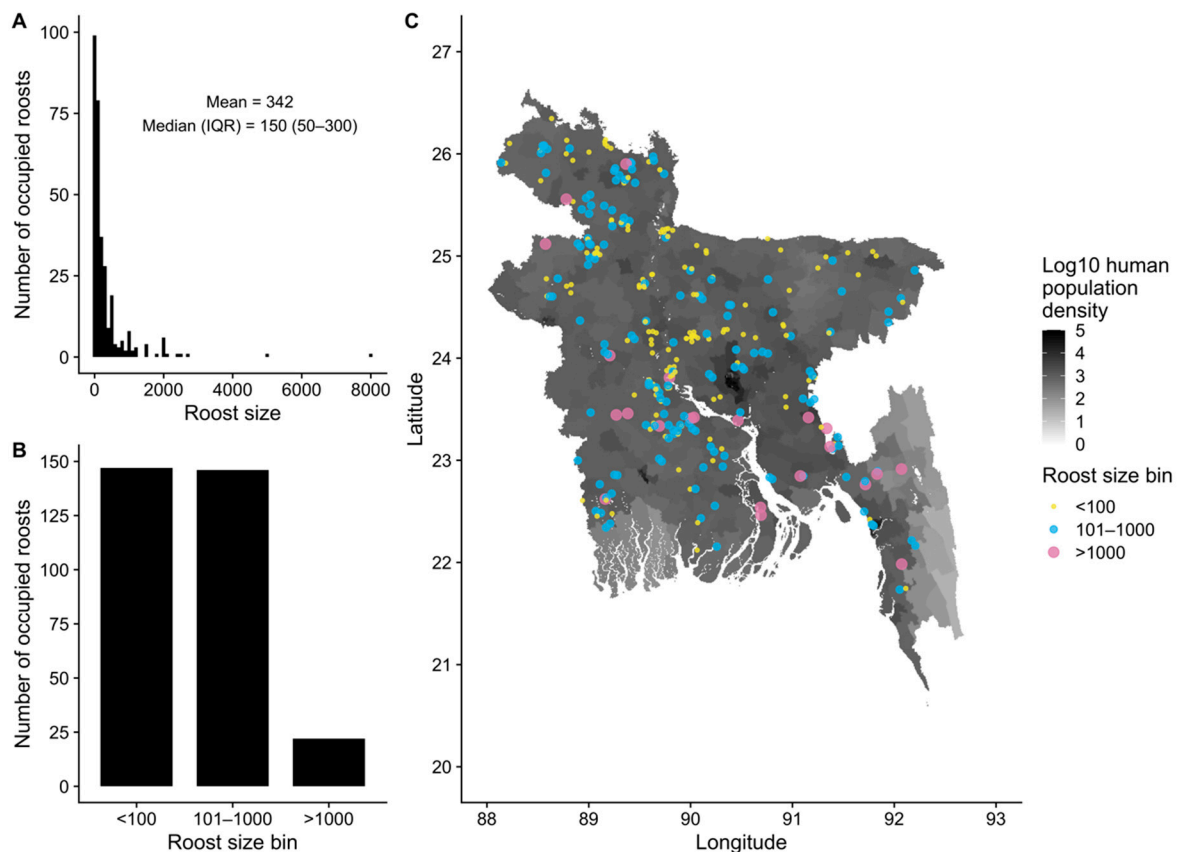 A
100
75
50
25
0
Number of occupied roosts
Mean = 342
Median (IQR) = 150 (50–300)
0
2000
4000
6000
8000
Roost size
B
150
125
100
75
50
25
0
Number of occupied roosts
<100
101–1000
>1000
Roost size bin
C
27
26
25
24
23
22
21
20
Latitude
88
89
90
91
92
93
Longitude
Log10 human
population
density
5
4
3
2
1
0
Roost size bin
<100
101–1000
>1000